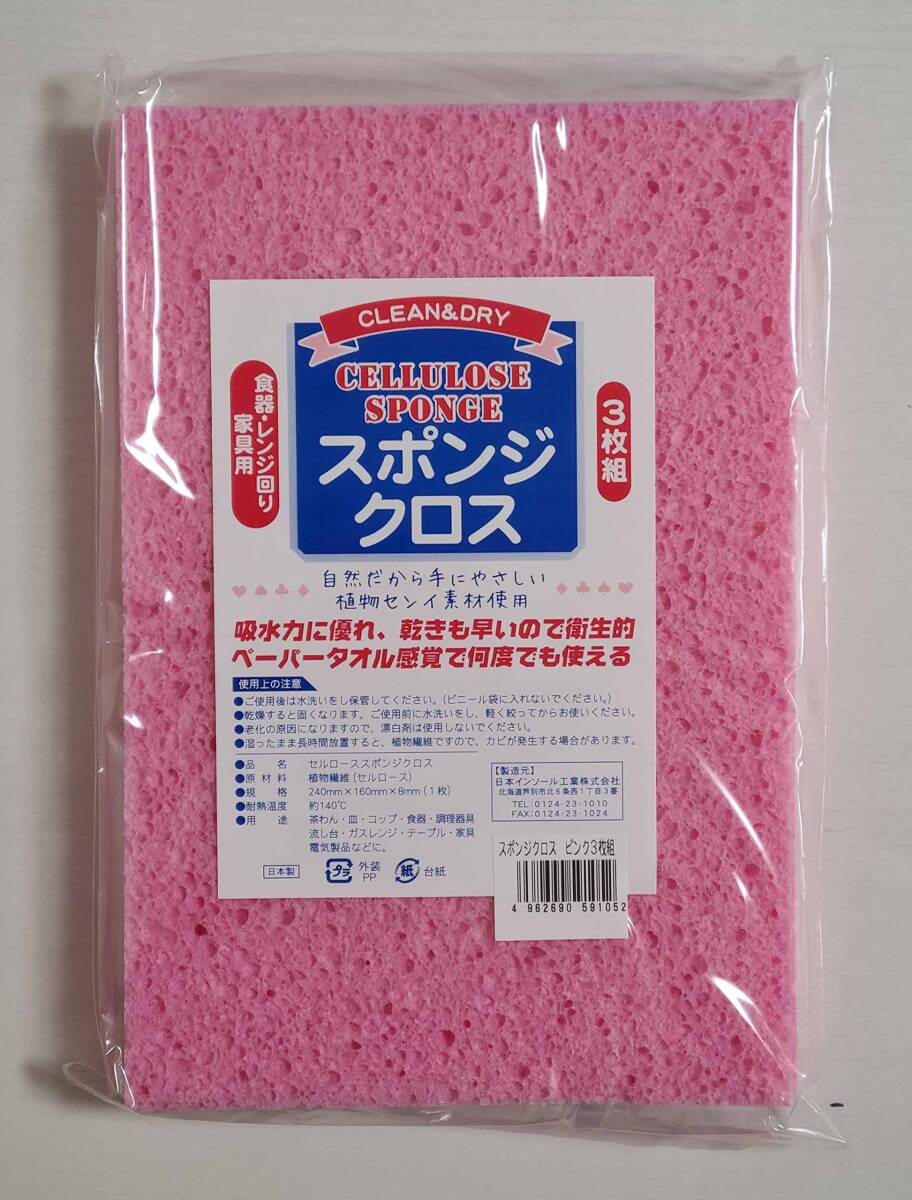 CLEAN&DRY
CELLULOSE
SPONGE
スポンジ
クロス
食器・レンジ回り
家具用
3枚組
自然だから手にやさしい
植物センイ素材使用
吸水力に優れ、乾きも早いので衛生的
ペーパータオル感覚で何度でも使える
使用上の注意
●ご使用後は水洗いをし保管してください。(ビニール袋に入れないでください。)
●乾燥すると固くなります。ご使用前に水洗いをし、軽く絞ってからお使いください。
●老化の原因になりますので、漂白剤は使用しないでください。
●湿ったまま長時間放置すると、植物繊維ですので、カビが発生する場合があります。
●品名 セルローススポンジクロス
●原材料 植物繊維(セルロース)
●規格 240mm×160mm×8mm(1枚)
●耐熱温度 約140℃
●用途 茶わん・皿・コップ・食器・調理器具
流し台・ガスレンジ・テーブル・家具
電気製品などに。
【製造元】
日本インソール工業株式会社
北海道芦別市北6条西1丁目3番
TEL:0124-23-1010
FAX:0124-23-1024
日本製
プラ 外装
PP
紙 台紙
スポンジクロス ピンク3枚組
4 962690 591052